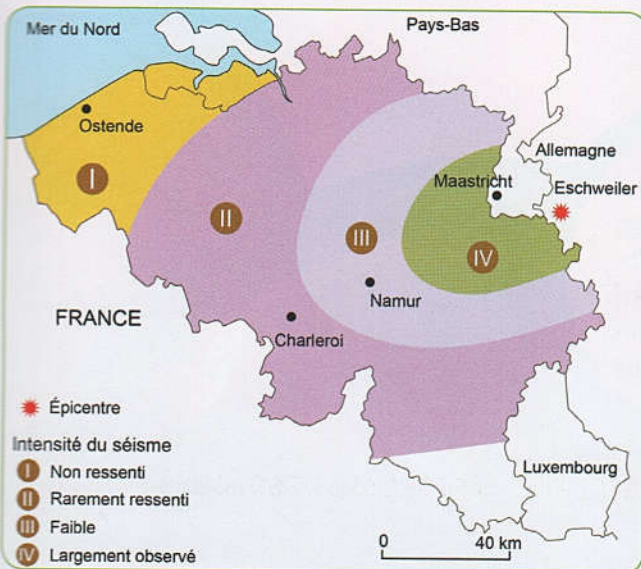 Mer du Nord
Pays-Bas
Ostende
Allemagne
Maastricht
Eschweiler
I
II
III
IV
Namur
FRANCE
Charleroi
Épicentre
Intensité du séisme
I Non ressenti
II Rarement ressenti
III Faible
IV Largement observé
Luxembourg
0 40 km